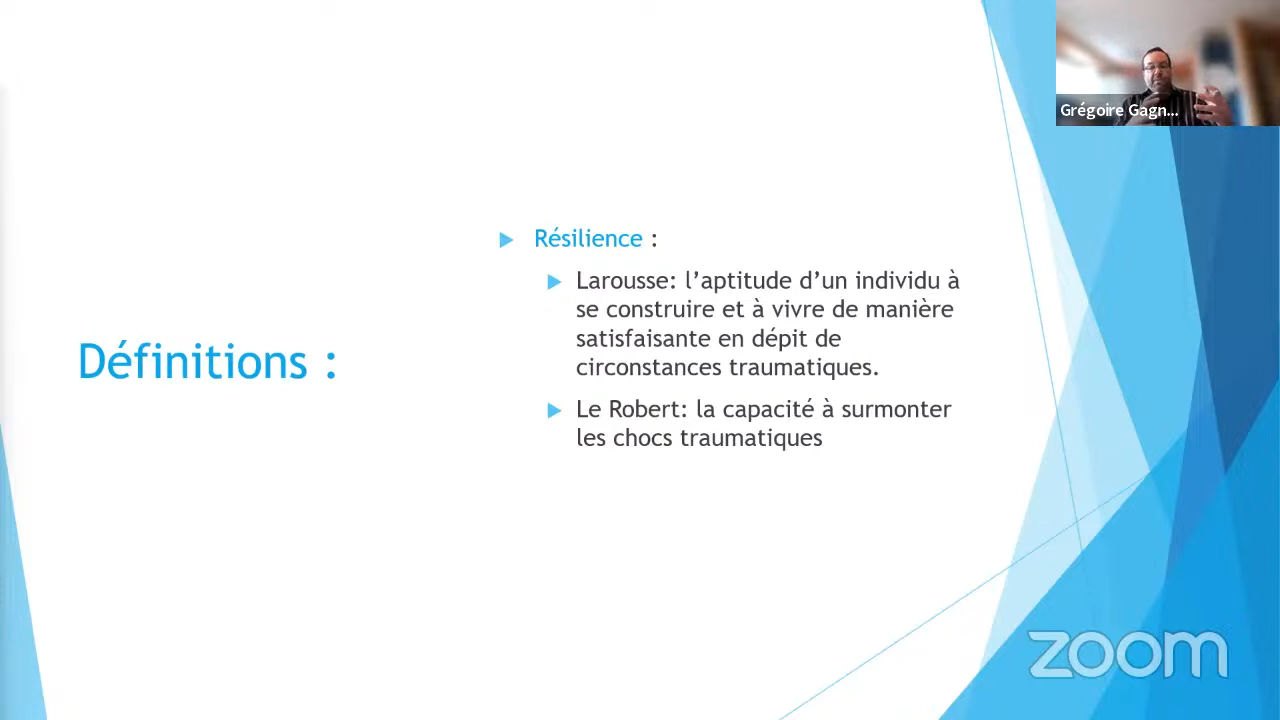 Grégoire Gagn...
Résilience :
Larousse: l’aptitude d’un individu à
se construire et à vivre de manière
satisfaisante en dépit de
circonstances traumatiques.
Définitions :
Le Robert: la capacité à surmonter
les chocs traumatiques
zoom